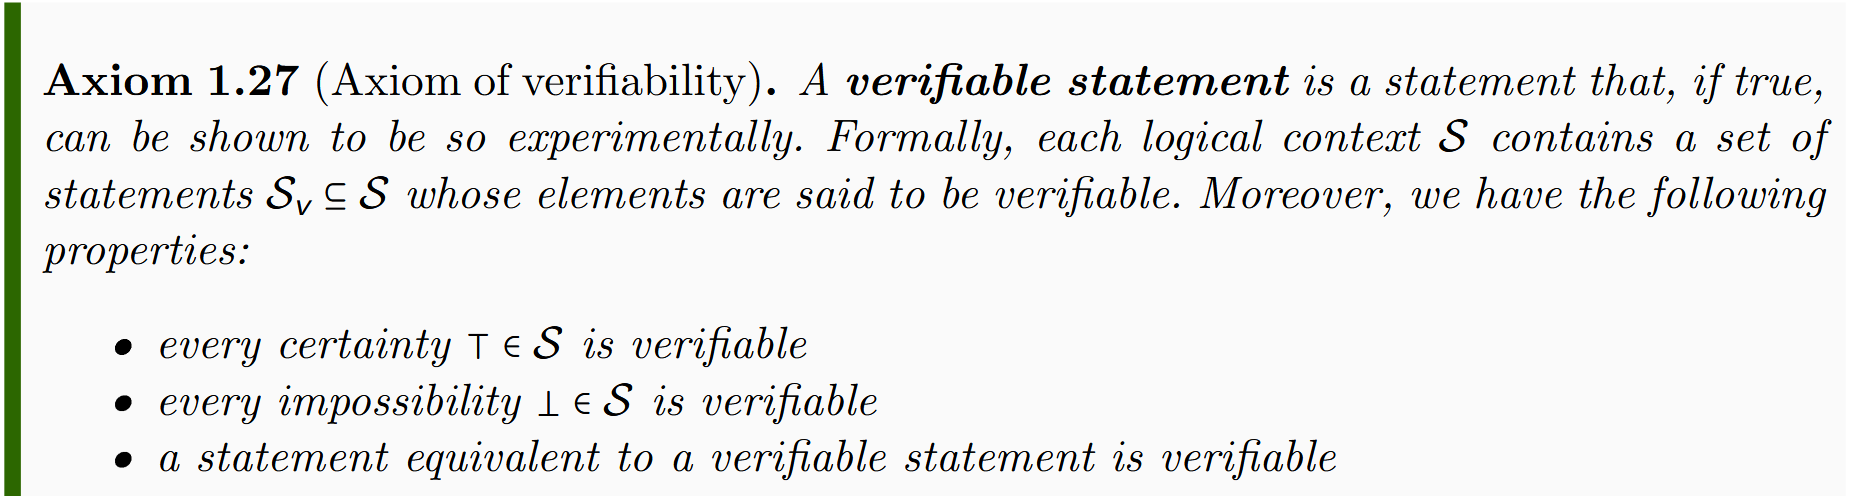 Axiom 1.27 (Axiom of verifiability). A verifiable statement is a statement that, if true,
can be shown to be so experimentally. Formally, each logical context 𝒮 contains a set of
statements 𝒮ᵥ ⊆ 𝒮 whose elements are said to be verifiable. Moreover, we have the following
properties:
• every certainty ⊤ ∈ 𝒮 is verifiable
• every impossibility ⊥ ∈ 𝒮 is verifiable
• a statement equivalent to a verifiable statement is verifiable